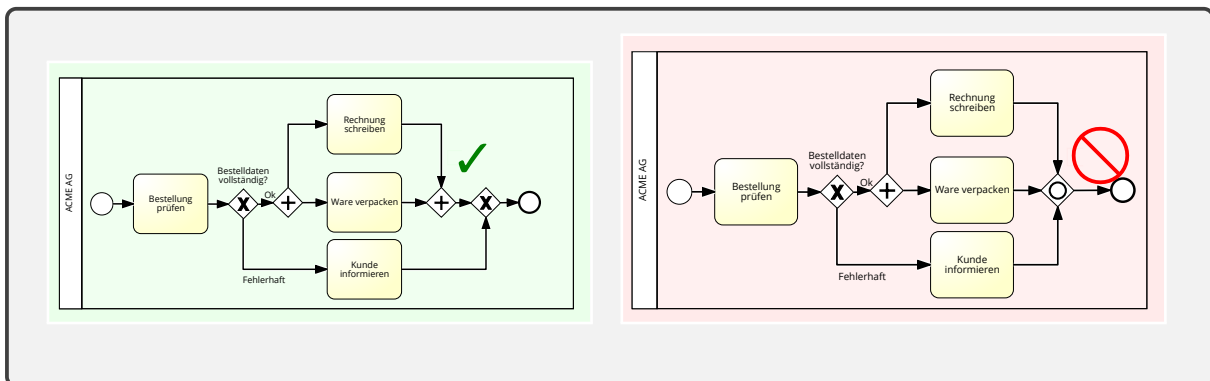 ACME AG
Bestellung
prüfen
Bestelldaten
vollständig?
Ok
Fehlerhaft
Rechnung
schreiben
Ware verpacken
Kunde
informieren
ACME AG
Bestellung
prüfen
Bestelldaten
vollständig?
Ok
Fehlerhaft
Rechnung
schreiben
Ware verpacken
Kunde
informieren